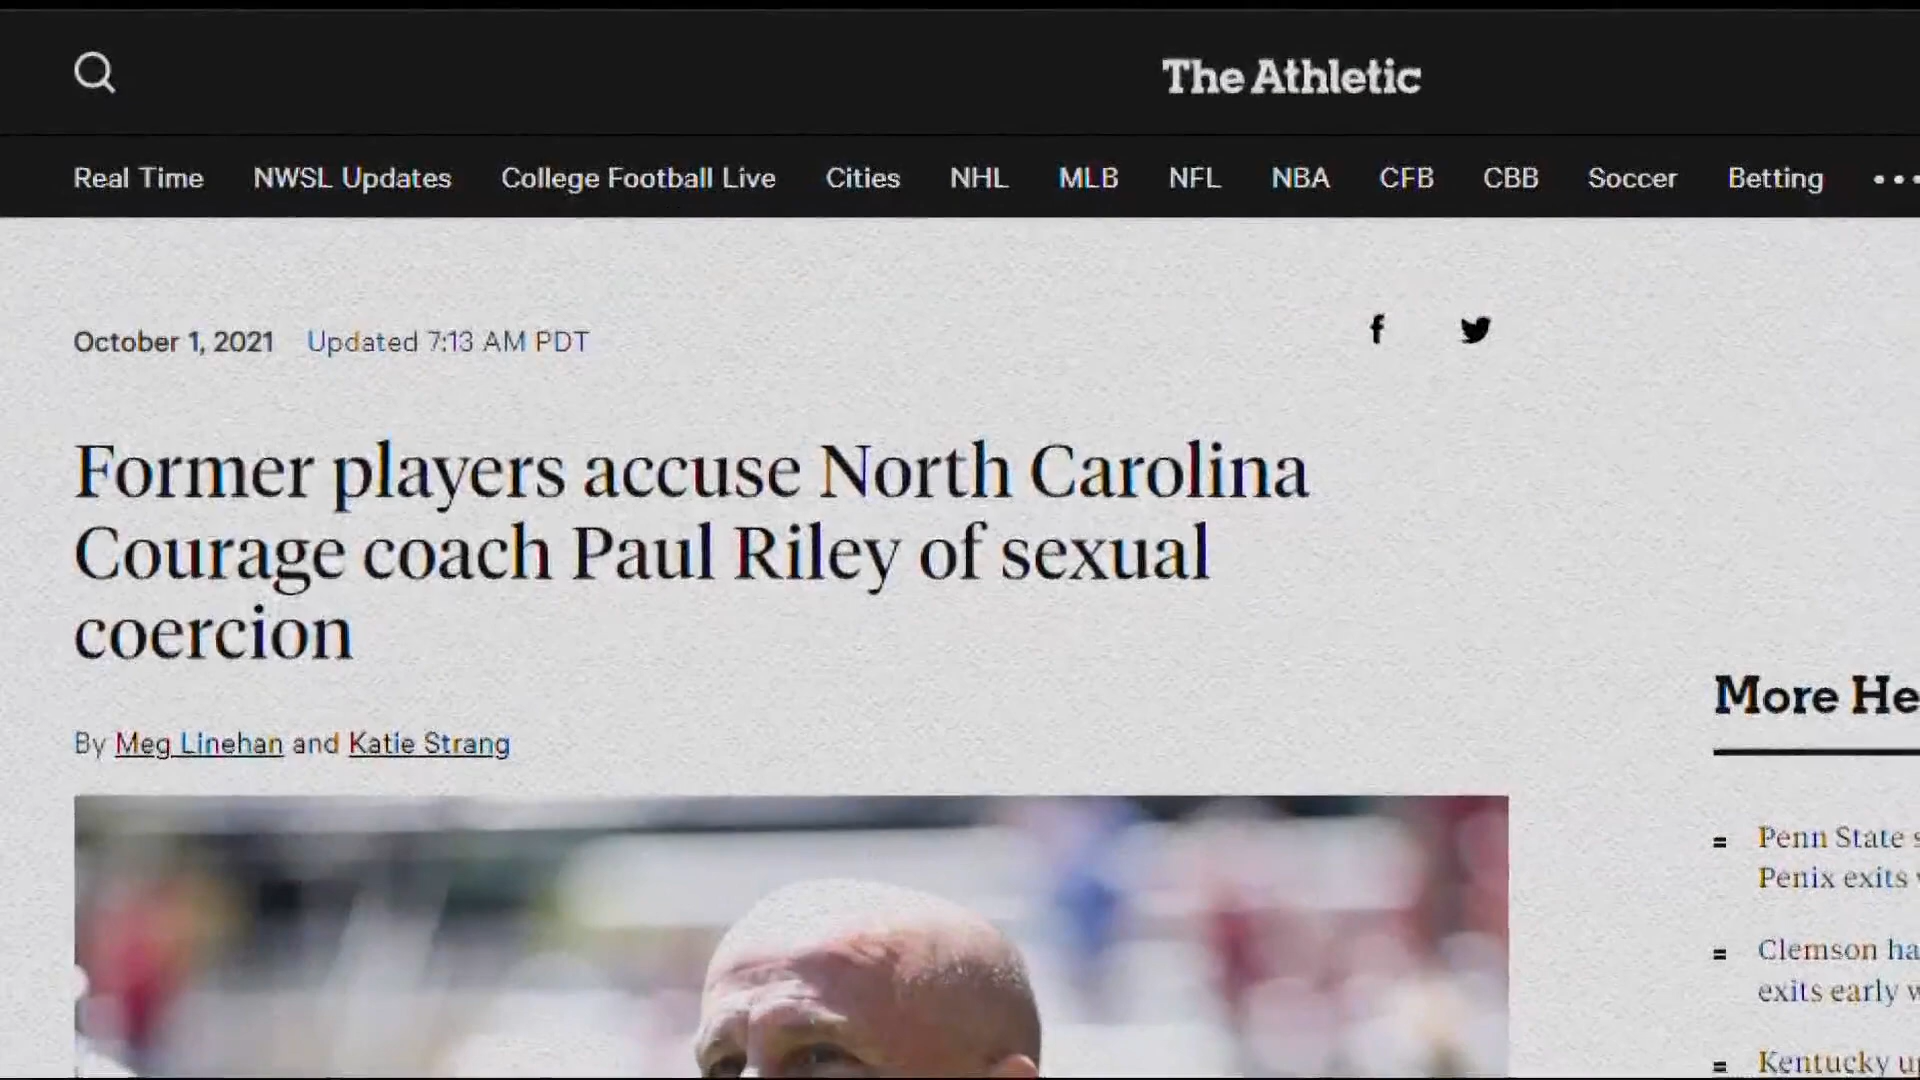 The Athletic
Real Time NWSL Updates College Football Live Cities NHL MLB NFL NBA CFB CBB Soccer Betting
October 1, 2021 Updated 7:13 AM PDT
Former players accuse North Carolina
Courage coach Paul Riley of sexual
coercion
By Meg Linehan and Katie Strang
More He
Penn State s
Penix exits
Clemson ha
exits early w
Kentucky up